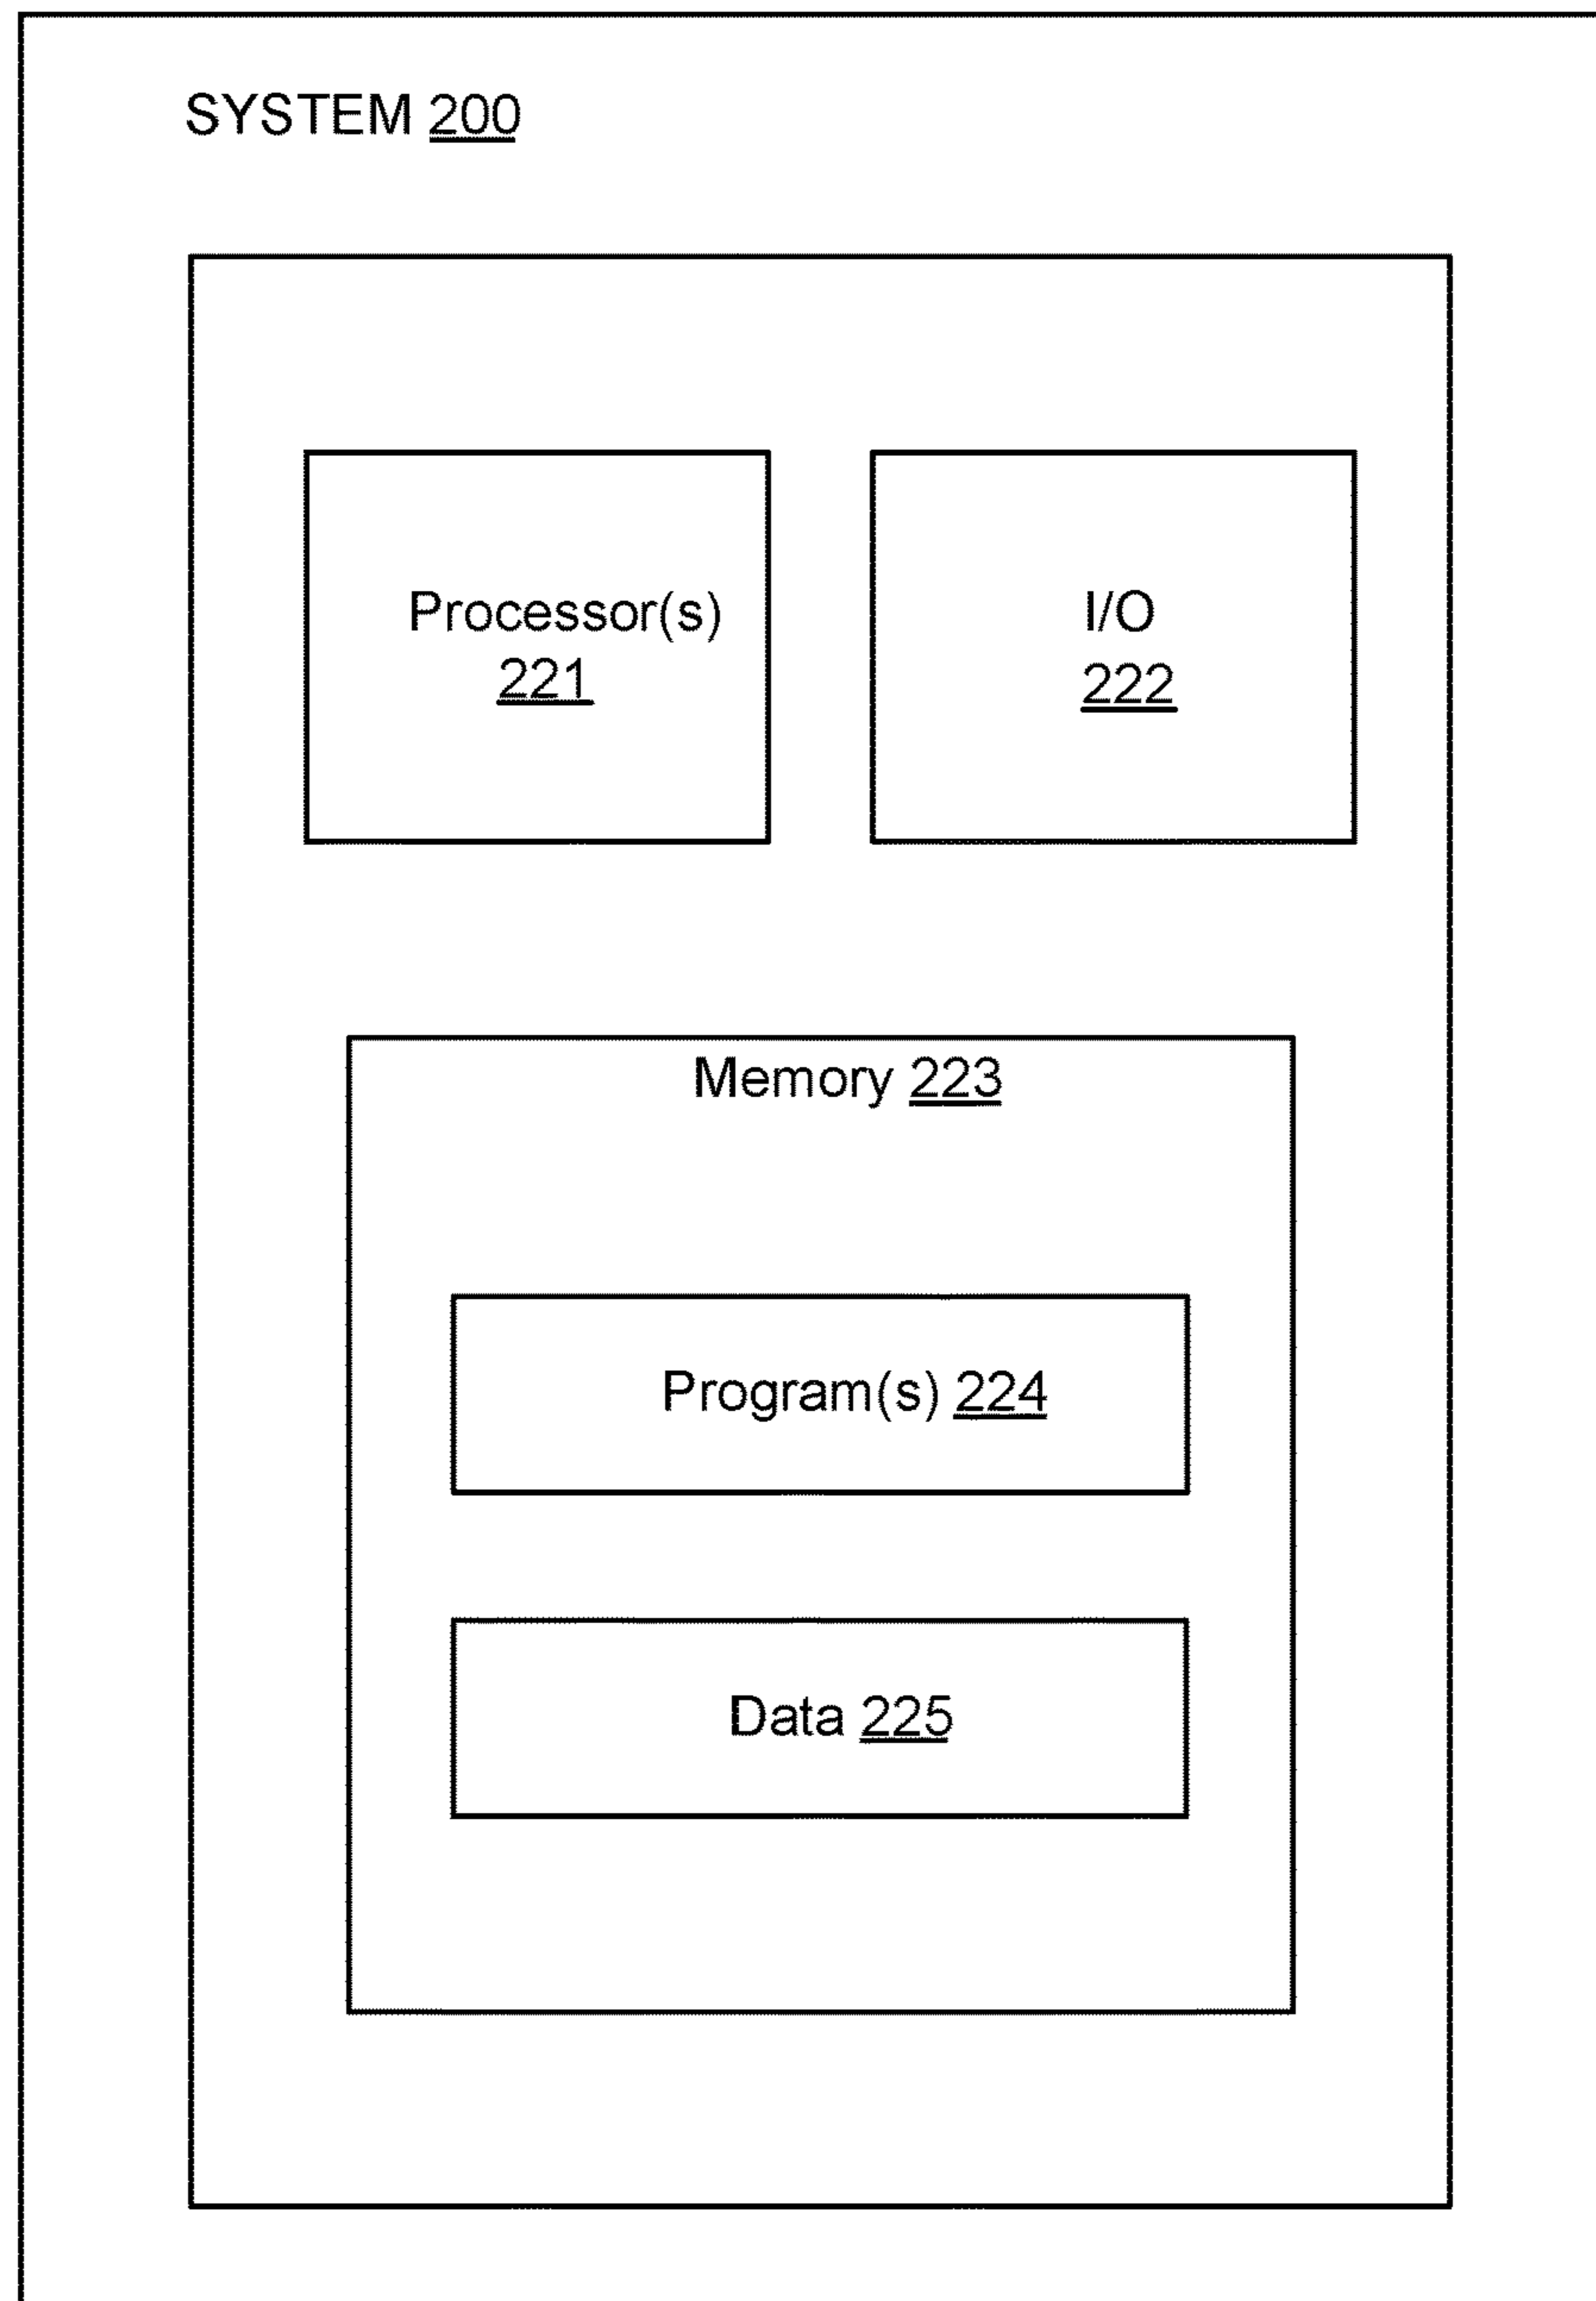 SYSTEM 200
Processor(s)
221
I/O
222
Memory 223
Program(s) 224
Data 225